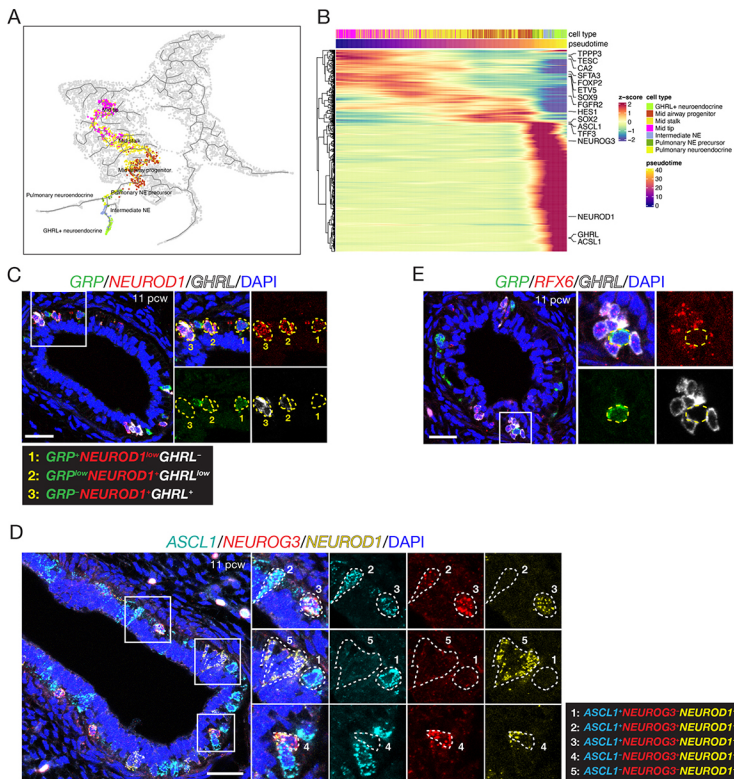 A
Mid tip
Mid stalk
Mid airway progenitor
Pulmonary neuroendocrine
Pulmonary NE precursor
Intermediate NE
GHRL+ neuroendocrine
B
cell type
pseudotime
TPPP3
TESC
CA2
SFTA3
FOXP2
ETV5
SOX9
FGFR2
HES1
SOX2
ASCL1
TFF3
NEUROG3
NEUROD1
GHRL
ACSL1
z-score
2
1
0
−1
−2
cell type
GHRL+ neuroendocrine
Mid airway progenitor
Mid stalk
Mid tip
Intermediate NE
Pulmonary NE precursor
Pulmonary neuroendocrine
pseudotime
40
30
20
10
0
C
GRP/NEUROD1/GHRL/DAPI
11 pcw
3 2 1
3 2 1
3 2 1
3 2 1
1: GRP⁺NEUROD1ˡᵒʷGHRL⁻
2: GRPˡᵒʷNEUROD1⁺GHRLˡᵒʷ
3: GRP⁻NEUROD1⁺GHRL⁺
E
GRP/RFX6/GHRL/DAPI
11 pcw
D
ASCL1/NEUROG3/NEUROD1/DAPI
11 pcw
2 3
2 3
2 3
2 3
5 1
5 1
5 1
5 1
4
4
4
4
1: ASCL1 NEUROG3 NEUROD1
2: ASCL1 NEUROG3 NEUROD1
3: ASCL1 NEUROG3 NEUROD1
4: ASCL1 NEUROG3 NEUROD1
5: ASCL1 NEUROG3 NEUROD1